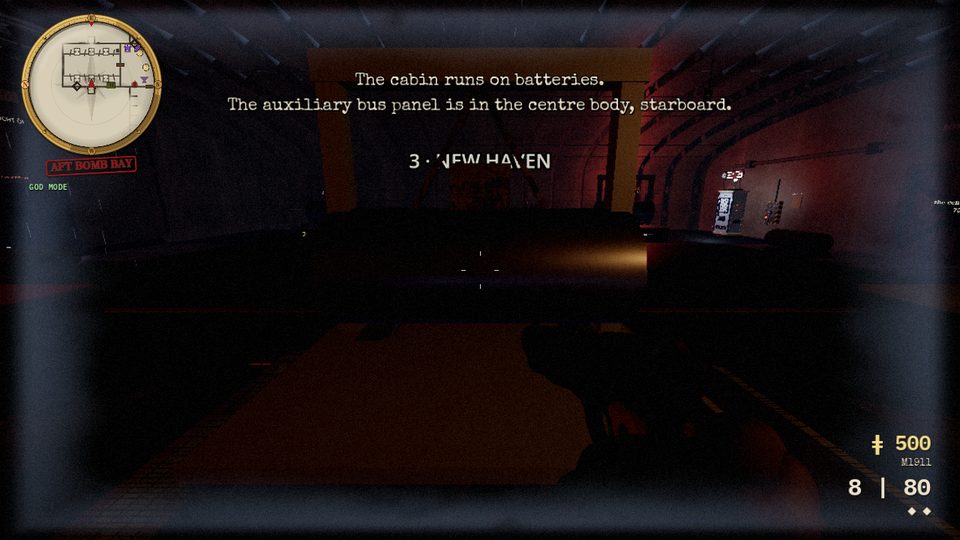 The cabin runs on batteries.
The auxiliary bus panel is in the centre body, starboard.
3 · NEW HAVEN
AFT BOMB BAY
GOD MODE
500
M1911
8 | 80